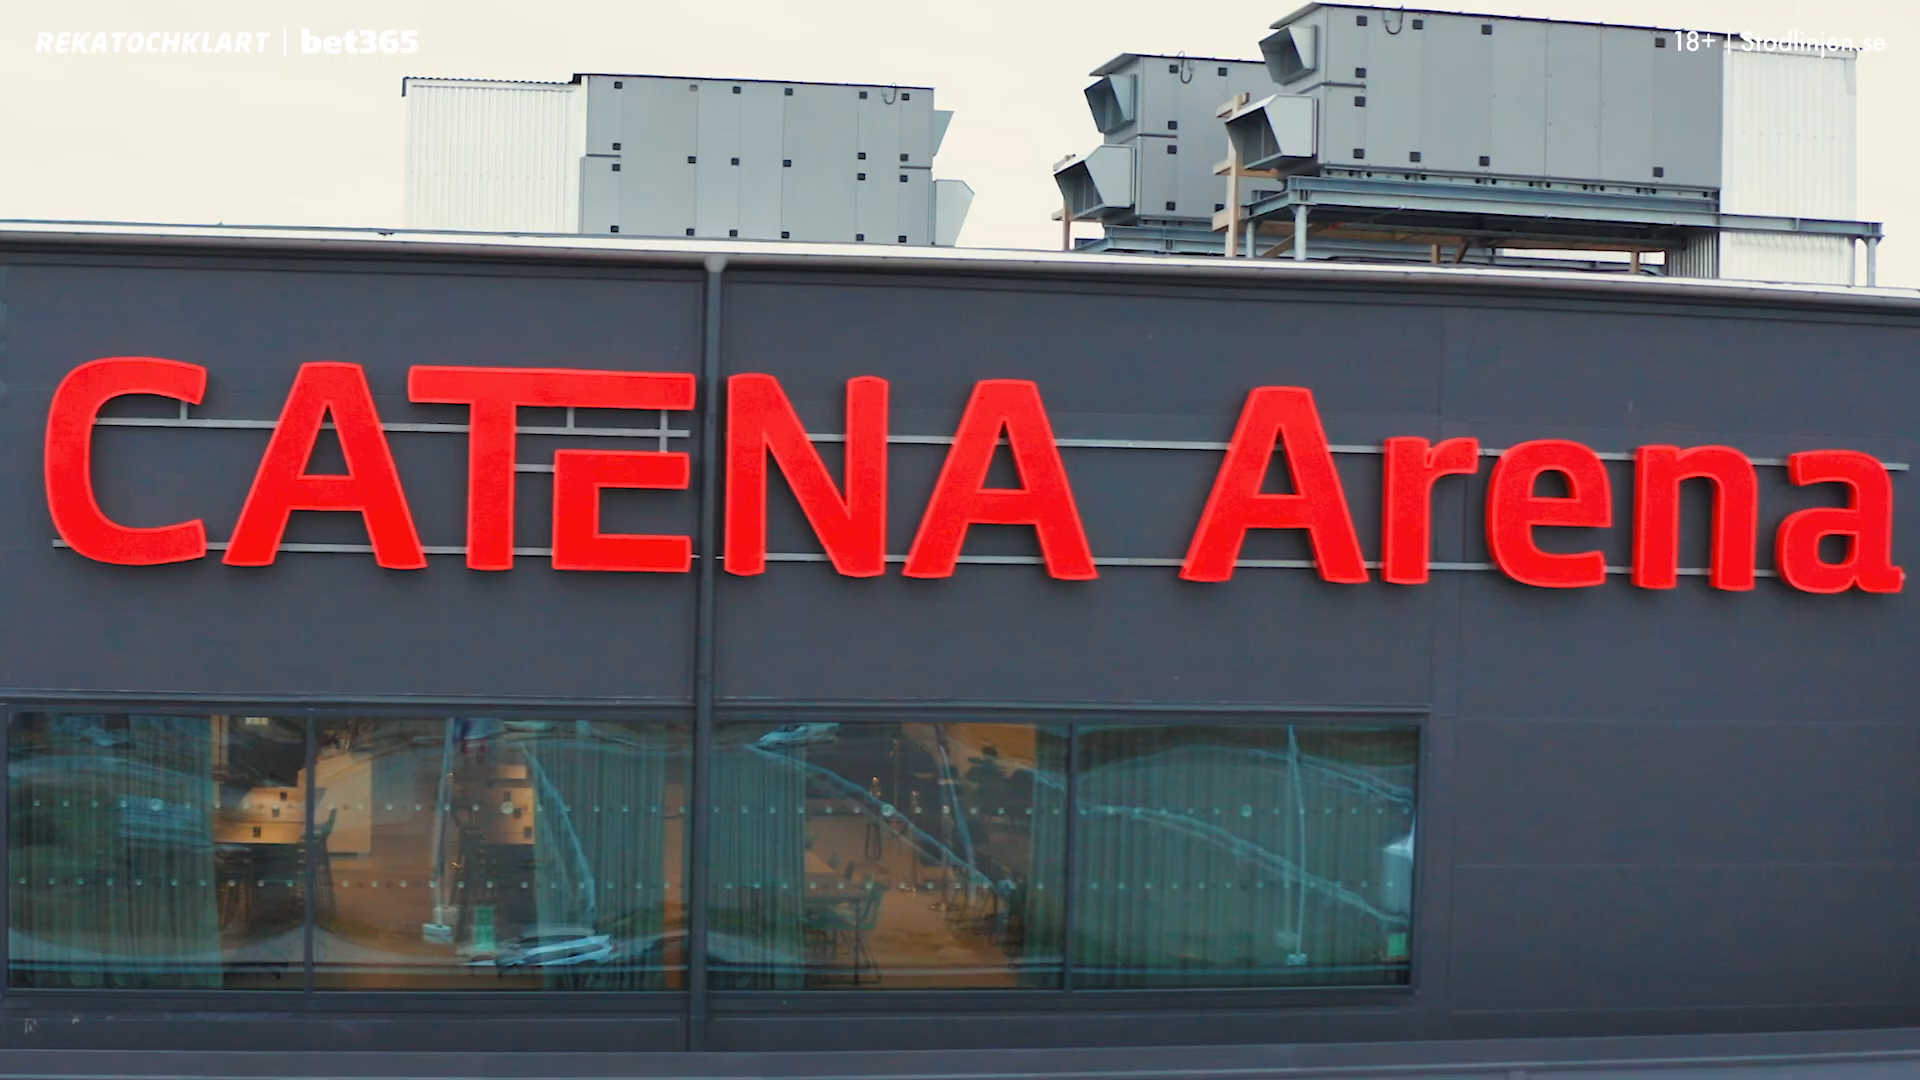 REKATOCHKLART | bet365
18+ | Stodlinjen.se
CATENA Arena